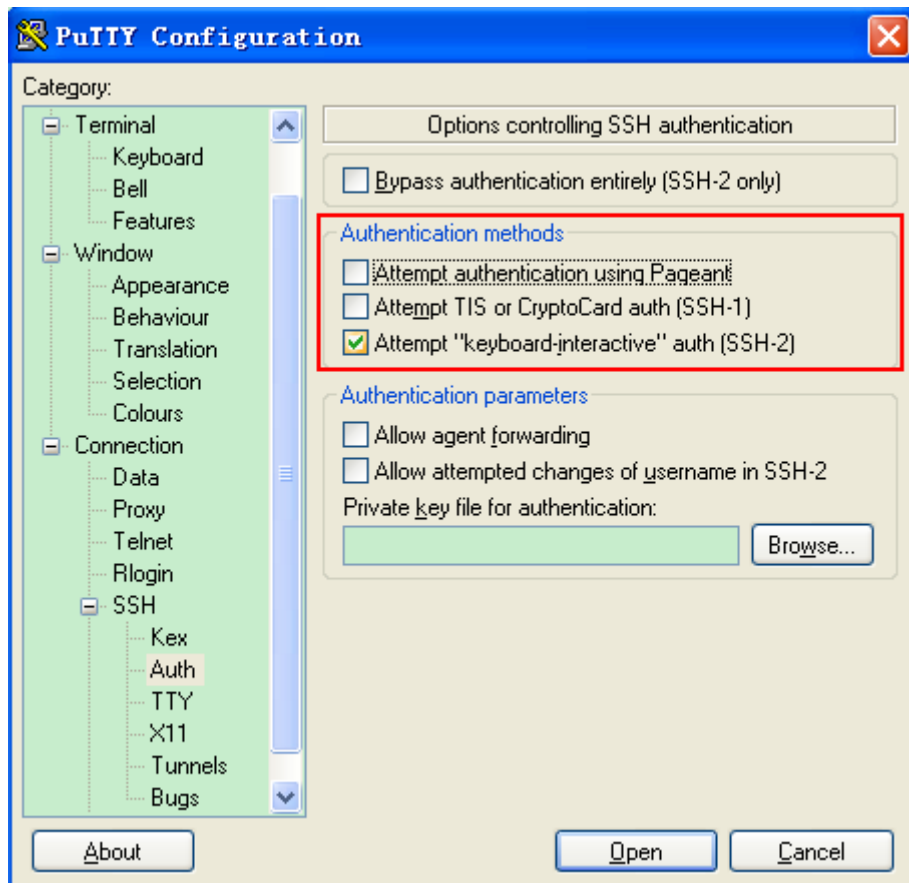 PuTTY Configuration
Category:
Terminal
Keyboard
Bell
Features
Window
Appearance
Behaviour
Translation
Selection
Colours
Connection
Data
Proxy
Telnet
Rlogin
SSH
Kex
Auth
TTY
X11
Tunnels
Bugs
Options controlling SSH authentication
Bypass authentication entirely (SSH-2 only)
Authentication methods
Attempt authentication using Pageant
Attempt TIS or CryptoCard auth (SSH-1)
Attempt "keyboard-interactive" auth (SSH-2)
Authentication parameters
Allow agent forwarding
Allow attempted changes of username in SSH-2
Private key file for authentication:
Browse...
About
Open
Cancel